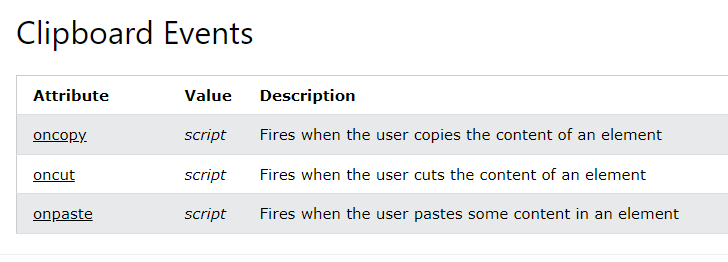 Clipboard Events
Attribute Value Description
oncopy script Fires when the user copies the content of an element
oncut script Fires when the user cuts the content of an element
onpaste script Fires when the user pastes some content in an element